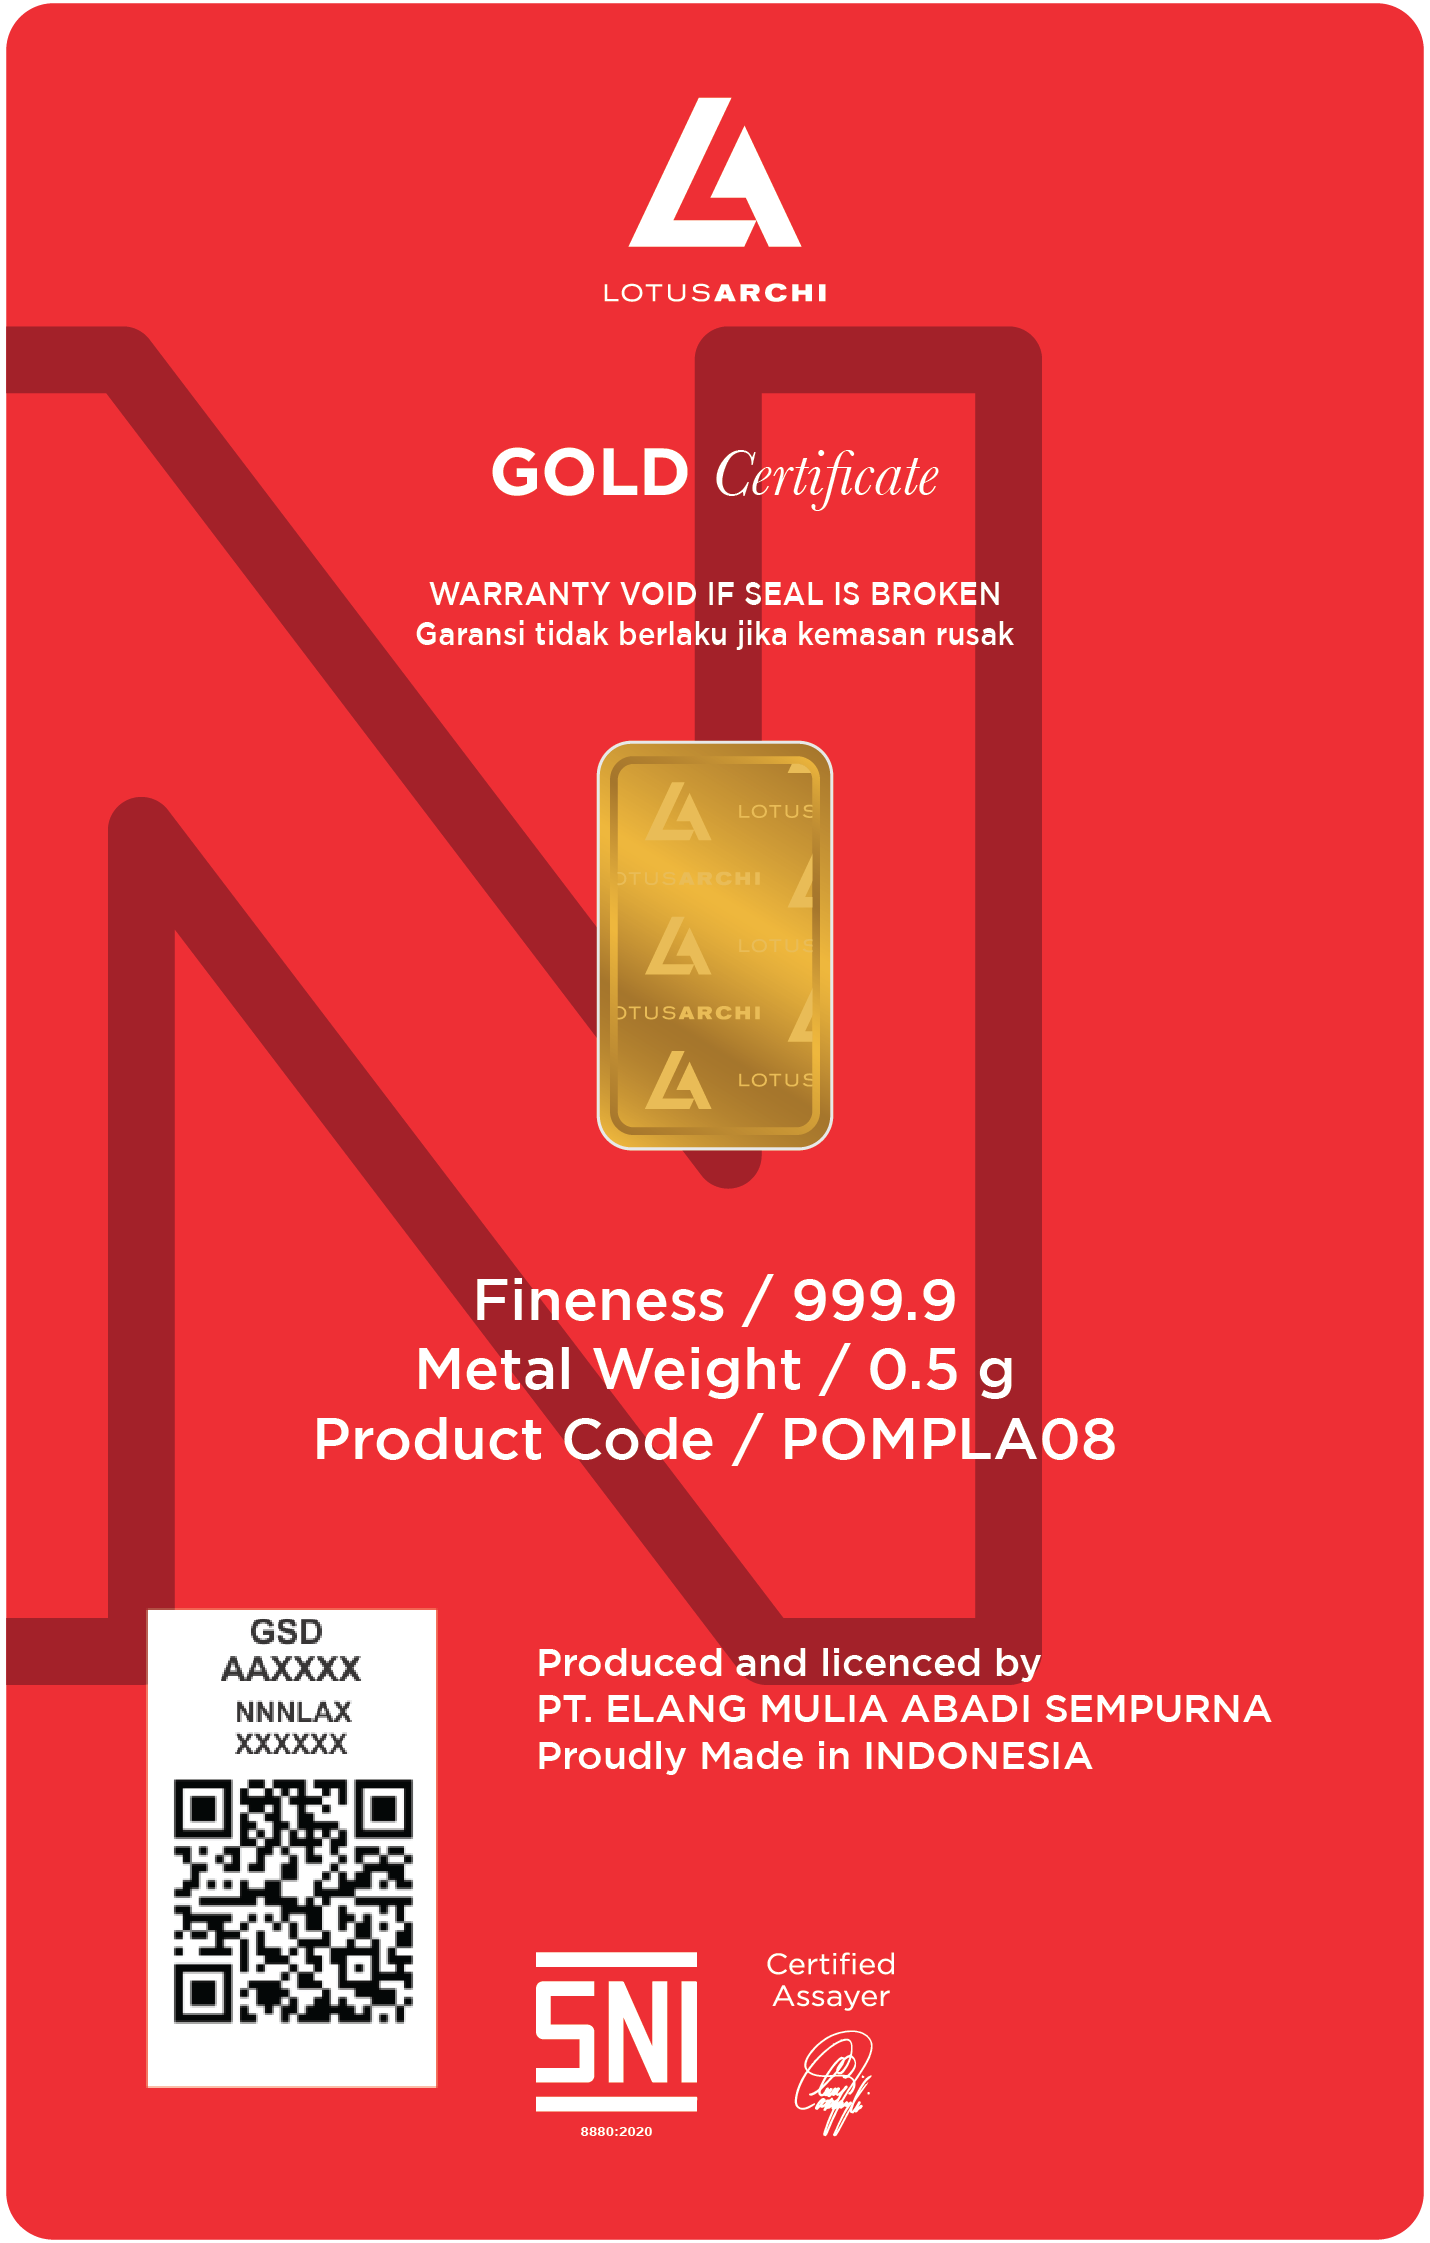 LOTUSARCHI
GOLD Certificate
WARRANTY VOID IF SEAL IS BROKEN
Garansi tidak berlaku jika kemasan rusak
LOTUS
OTUSARCHI
LOTUS
OTUSARCHI
LOTUS
Fineness / 999.9
Metal Weight / 0.5 g
Product Code / POMPLA08
GSD
AAXXXX
NNNLAX
XXXXXX
Produced and licenced by
PT. ELANG MULIA ABADI SEMPURNA
Proudly Made in INDONESIA
SNI
8880:2020
Certified
Assayer